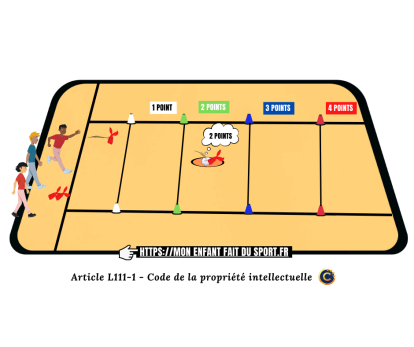 1 POINT
2 POINTS
3 POINTS
4 POINTS
2 POINTS
HTTPS://MON ENFANT FAIT DU SPORT.FR
Article L111-1 - Code de la propriété intellectuelle